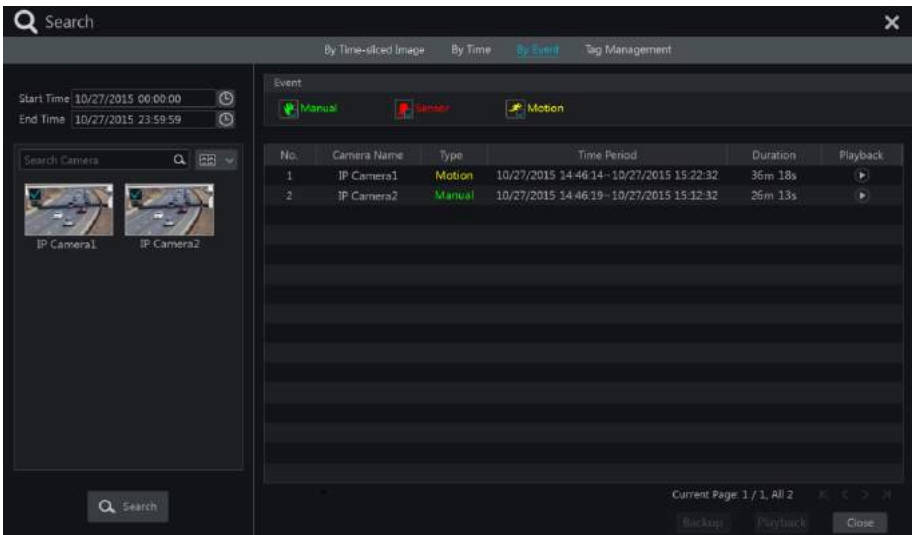 Search
By Time-sliced Image By Time By Event Tag Management
Start Time 10/27/2015 00:00:00
End Time 10/27/2015 23:59:59
Search Camera
IP Camera1 IP Camera2
Search
Event
Manual Sensor Motion
No. Camera Name Type Time Period Duration Playback
1 IP Camera1 Motion 10/27/2015 14:46:14--10/27/2015 15:22:32 36m 18s
2 IP Camera2 Manual 10/27/2015 14:46:19--10/27/2015 15:12:32 26m 13s
Current Page: 1 / 1, All 2
Backup Playback Close